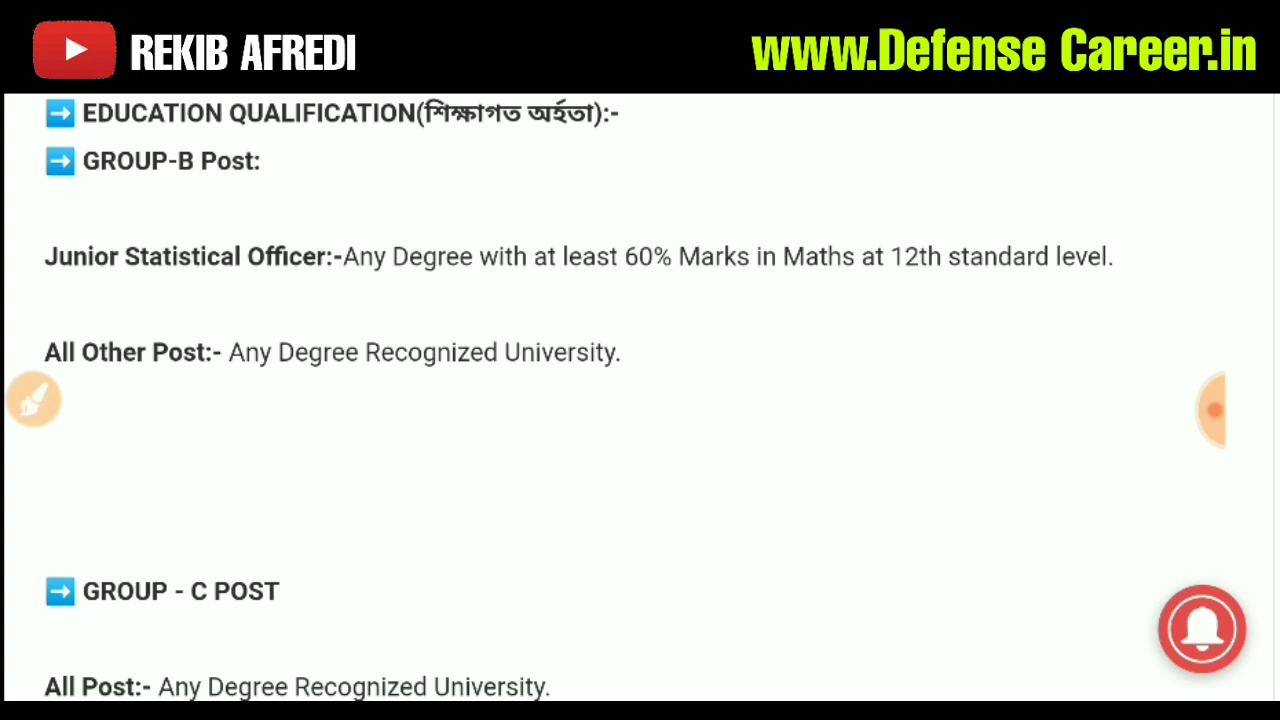 REKIB AFREDI
www.Defense Career.in
➡ EDUCATION QUALIFICATION(শিক্ষাগত অর্হতা):-
➡ GROUP-B Post:
Junior Statistical Officer:-Any Degree with at least 60% Marks in Maths at 12th standard level.
All Other Post:- Any Degree Recognized University.
➡ GROUP - C POST
All Post:- Any Degree Recognized University.